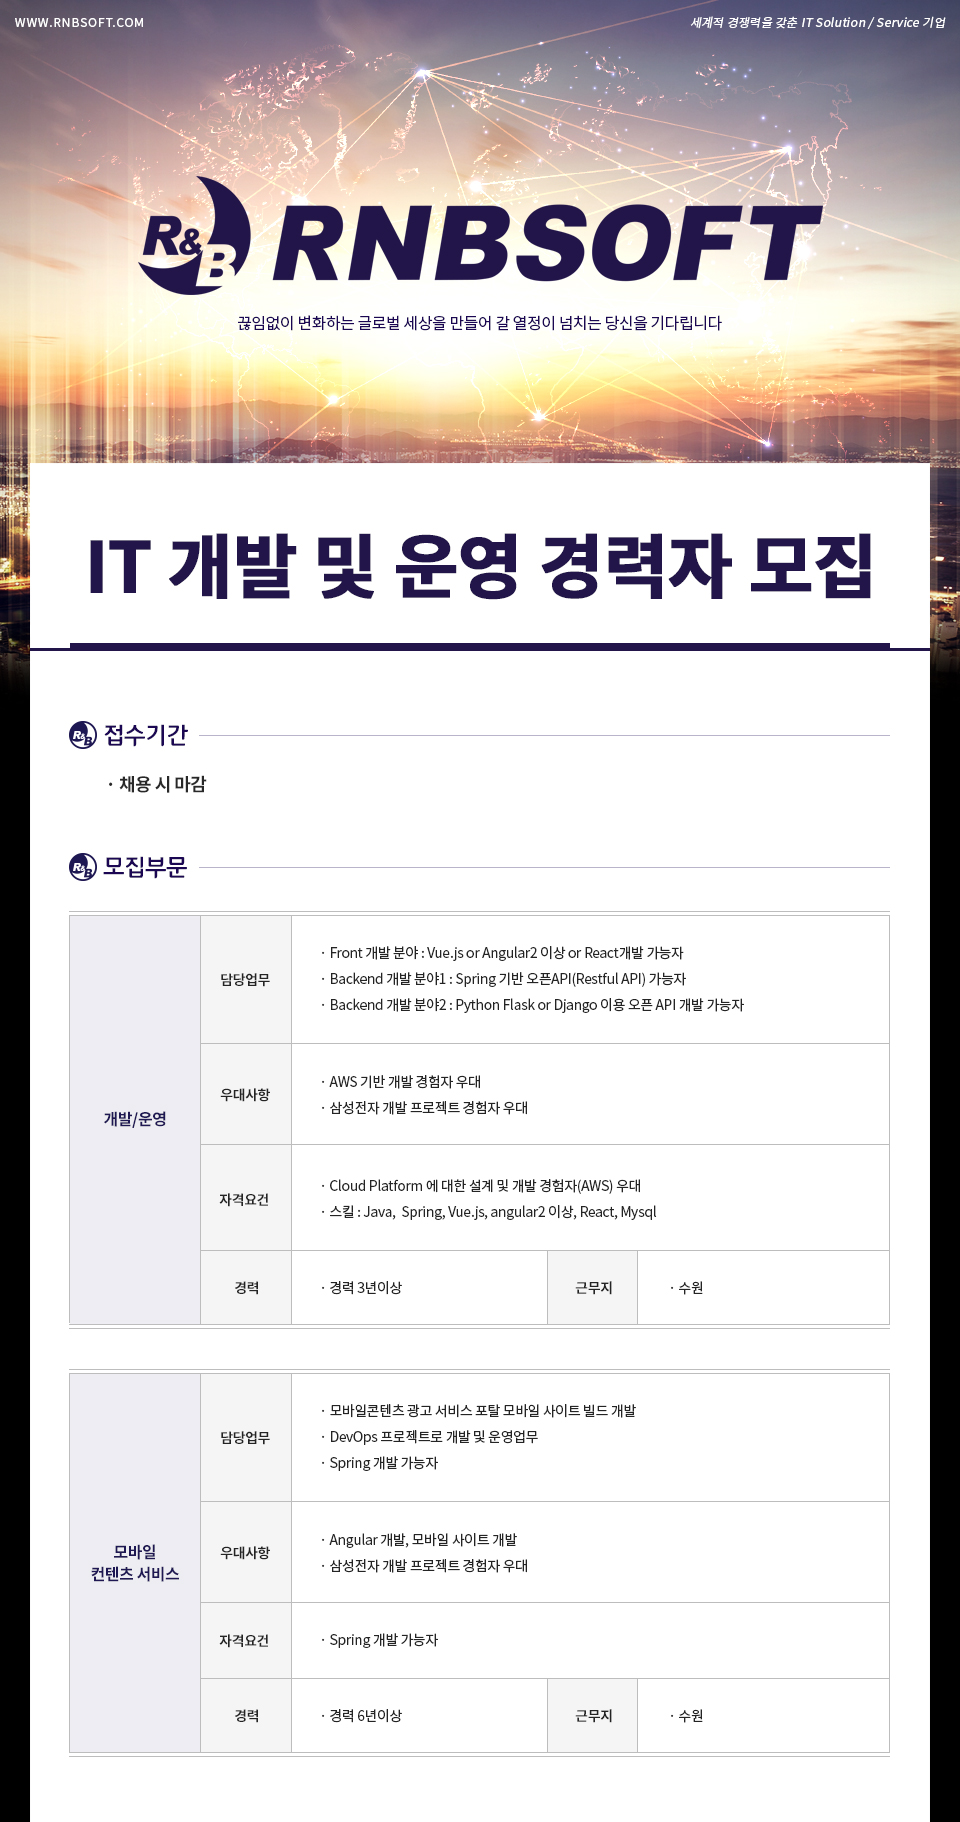 WWW.RNBSOFT.COM
세계적 경쟁력을 갖춘 IT Solution / Service 기업
R&B RNBSOFT
끊임없이 변화하는 글로벌 세상을 만들어 갈 열정이 넘치는 당신을 기다립니다
IT 개발 및 운영 경력자 모집
R&B 접수기간
· 채용 시 마감
R&B 모집부문
개발/운영
담당업무
· Front 개발 분야 : Vue.js or Angular2 이상 or React개발 가능자
· Backend 개발 분야1 : Spring 기반 오픈API(Restful API) 가능자
· Backend 개발 분야2 : Python Flask or Django 이용 오픈 API 개발 가능자
우대사항
· AWS 기반 개발 경험자 우대
· 삼성전자 개발 프로젝트 경험자 우대
자격요건
· Cloud Platform 에 대한 설계 및 개발 경험자(AWS) 우대
· 스킬 : Java, Spring, Vue.js, angular2 이상, React, Mysql
경력
· 경력 3년이상
근무지
· 수원
모바일
컨텐츠 서비스
담당업무
· 모바일콘텐츠 광고 서비스 포탈 모바일 사이트 빌드 개발
· DevOps 프로젝트로 개발 및 운영업무
· Spring 개발 가능자
우대사항
· Angular 개발, 모바일 사이트 개발
· 삼성전자 개발 프로젝트 경험자 우대
자격요건
· Spring 개발 가능자
경력
· 경력 6년이상
근무지
· 수원